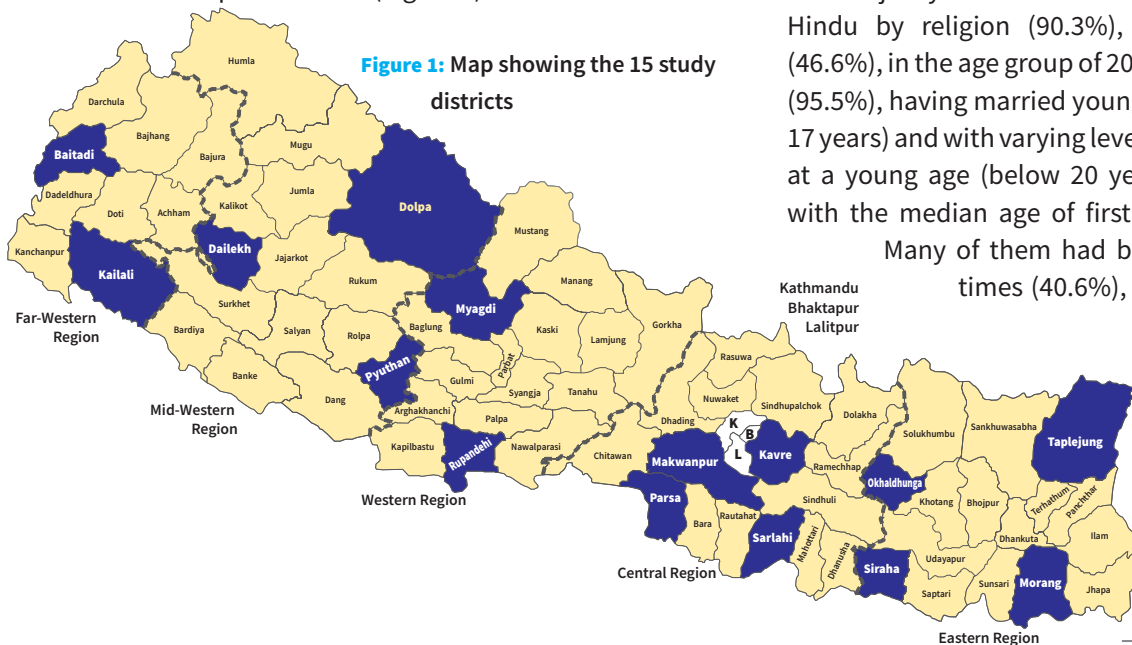 Hindu by religion (90.3%),
Figure 1: Map showing the 15 study
districts
(46.6%), in the age group of 20
(95.5%), having married youn
17 years) and with varying leve
at a young age (below 20 ye
with the median age of first
Many of them had b
times (40.6%),
Humla
Darchula
Bajhang
Baitadi
Bajura
Mugu
Dadeldhura
Doti
Achham
Kalikot
Jumla
Dolpa
Mustang
Kanchanpur
Kailali
Dailekh
Jajarkot
Rukum
Manang
Far-Western
Region
Surkhet
Myagdi
Kathmandu
Bhaktapur
Lalitpur
Bardiya
Salyan
Rolpa
Baglung
Kaski
Lamjung
Gorkha
Banke
Dang
Pyuthan
Gulmi
Parbat
Syangja
Tanahu
Rasuwa
Nuwaket
Sindhupalchok
Mid-Western
Region
Arghakhanchi
Palpa
Dhading
K
B
L
Dolakha
Solukhumbu
Sankhuwasabha
Taplejung
Kapilbastu
Rupandehi
Nawalparasi
Chitawan
Makwanpur
Kavre
Ramechhap
Okhaldhunga
Western Region
Parsa
Bara
Rautahat
Sindhuli
Khotang
Bhojpur
Terhathum
Panchthar
Sarlahi
Mahottari
Dhanusha
Siraha
Udayapur
Dhankuta
Ilam
Central Region
Saptari
Sunsari
Morang
Jhapa
Eastern Region